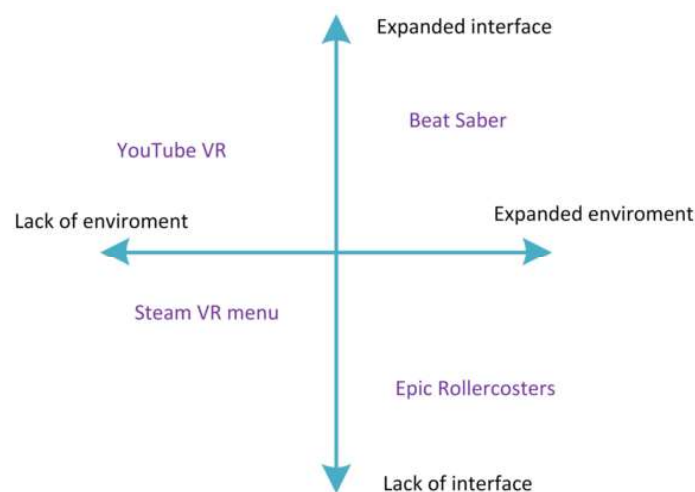 Expanded interface
Beat Saber
YouTube VR
Lack of enviroment
Expanded enviroment
Steam VR menu
Epic Rollercosters
Lack of interface